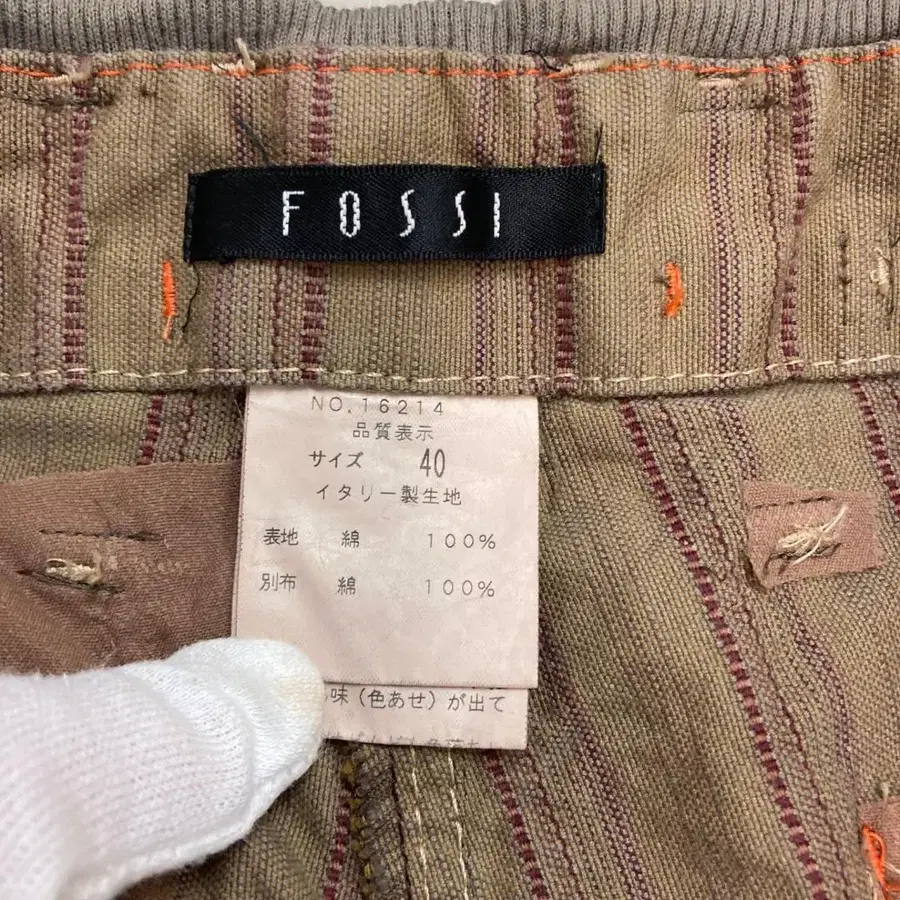 FOSSI
NO.16214
品質表示
サイズ 40
イタリー製生地
表地 綿 100%
別布 綿 100%
味(色あせ)が出て